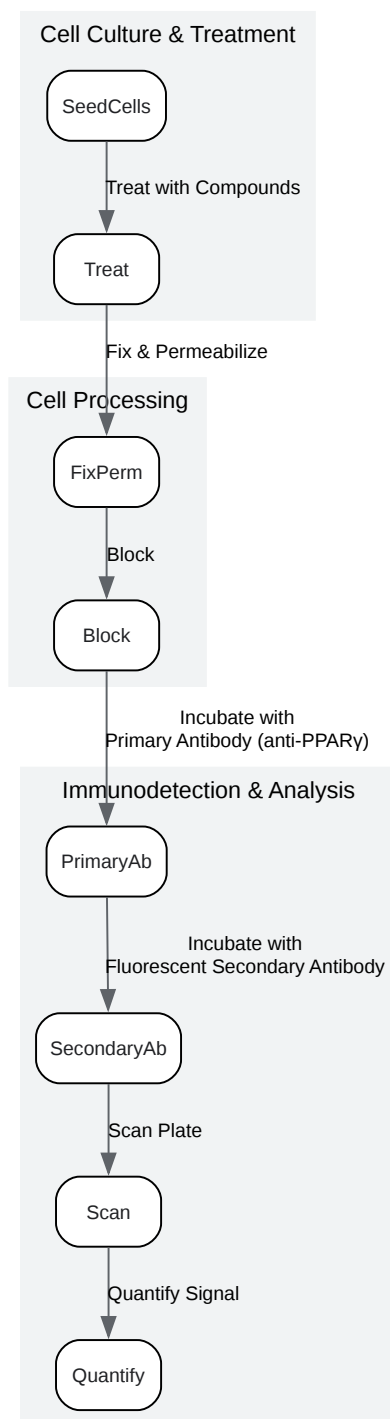 Cell Culture & Treatment
SeedCells
Treat with Compounds
Treat
Fix & Permeabilize
Cell Processing
FixPerm
Block
Block
Incubate with
Primary Antibody (anti-PPARγ)
Immunodetection & Analysis
PrimaryAb
Incubate with
Fluorescent Secondary Antibody
SecondaryAb
Scan Plate
Scan
Quantify Signal
Quantify